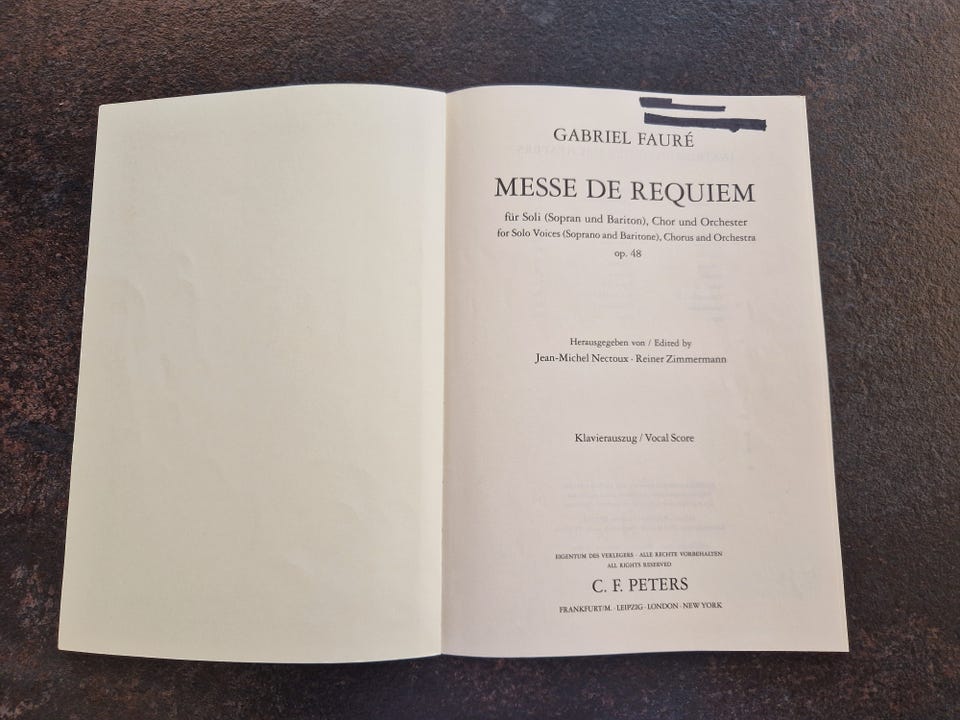 GABRIEL FAURÉ
MESSE DE REQUIEM
für Soli (Sopran und Bariton), Chor und Orchester
for Solo Voices (Soprano and Baritone), Chorus and Orchestra
op. 48
Herausgegeben von / Edited by
Jean-Michel Nectoux · Reiner Zimmermann
Klavierauszug / Vocal Score
EIGENTUM DES VERLEGERS · ALLE RECHTE VORBEHALTEN
ALL RIGHTS RESERVED
C. F. PETERS
FRANKFURT/M. · LEIPZIG · LONDON · NEW YORK